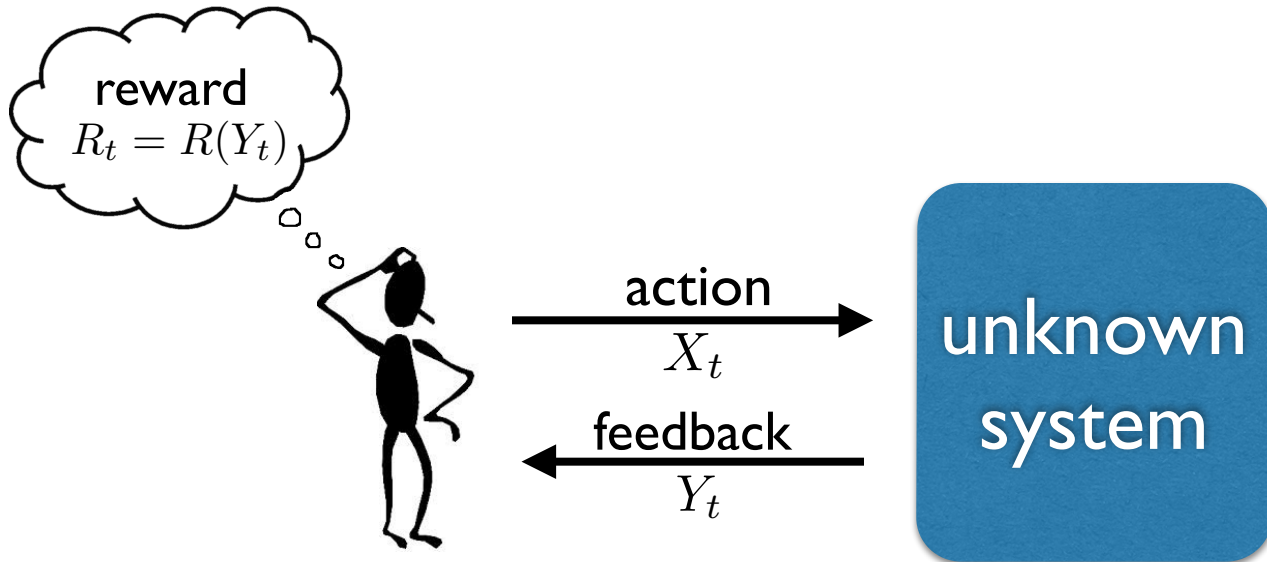 reward
R_t = R(Y_t)
action
X_t
feedback
Y_t
unknown
system